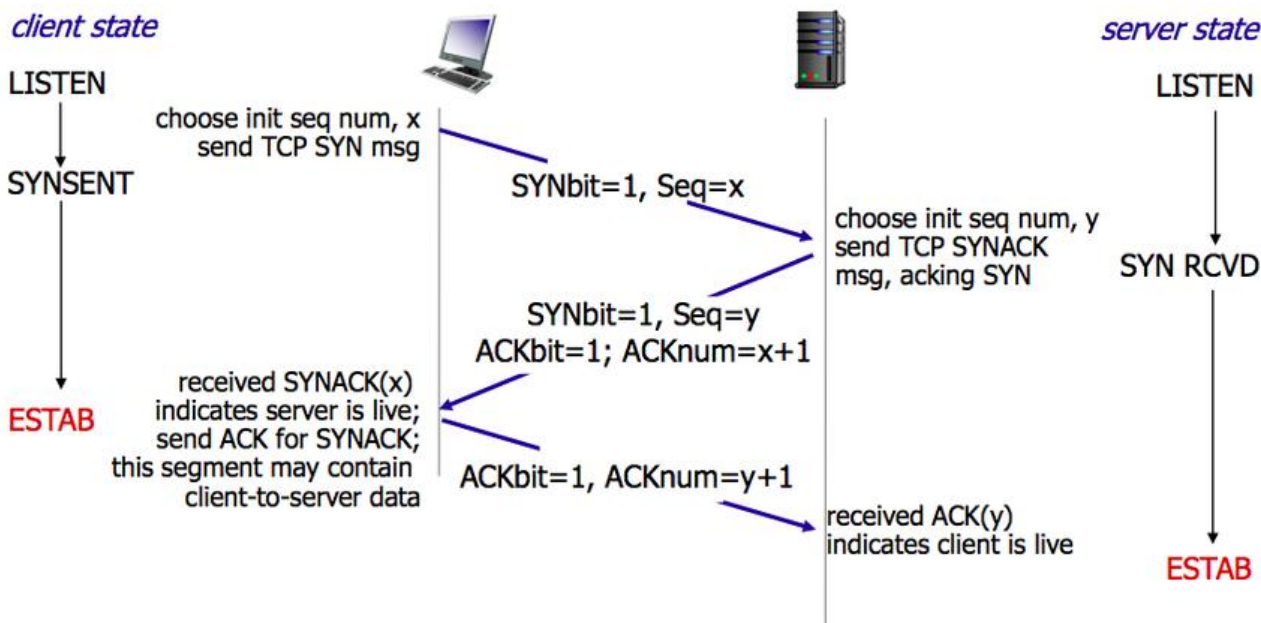 client state
server state
LISTEN
LISTEN
choose init seq num, x
send TCP SYN msg
SYNSENT
SYNbit=1, Seq=x
choose init seq num, y
send TCP SYNACK
msg, acking SYN
SYN RCVD
SYNbit=1, Seq=y
ACKbit=1; ACKnum=x+1
received SYNACK(x)
indicates server is live;
send ACK for SYNACK;
this segment may contain
client-to-server data
ESTAB
ACKbit=1, ACKnum=y+1
received ACK(y)
indicates client is live
ESTAB